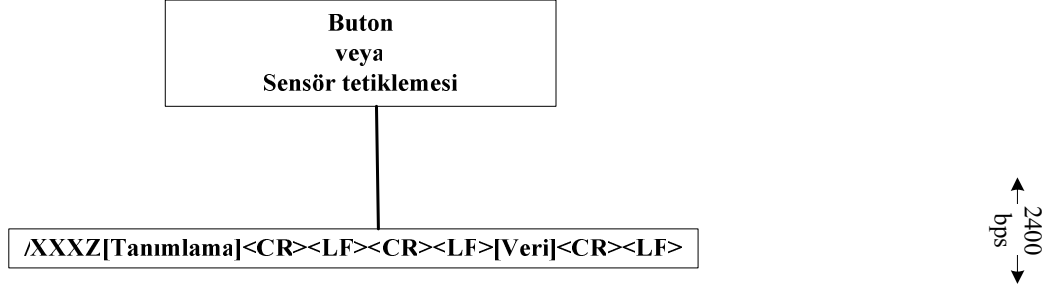 Buton
veya
Sensör tetiklemesi
/XXXZ[Tanımlama]<CR><LF><CR><LF>[Veri]<CR><LF>
2400
bps